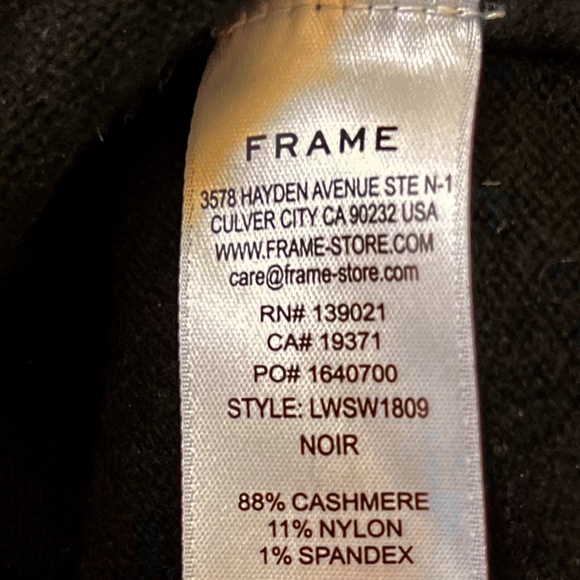 FRAME
3578 HAYDEN AVENUE STE N-1
CULVER CITY CA 90232 USA
WWW.FRAME-STORE.COM
care@frame-store.com
RN# 139021
CA# 19371
PO# 1640700
STYLE: LWSW1809
NOIR
88% CASHMERE
11% NYLON
1% SPANDEX